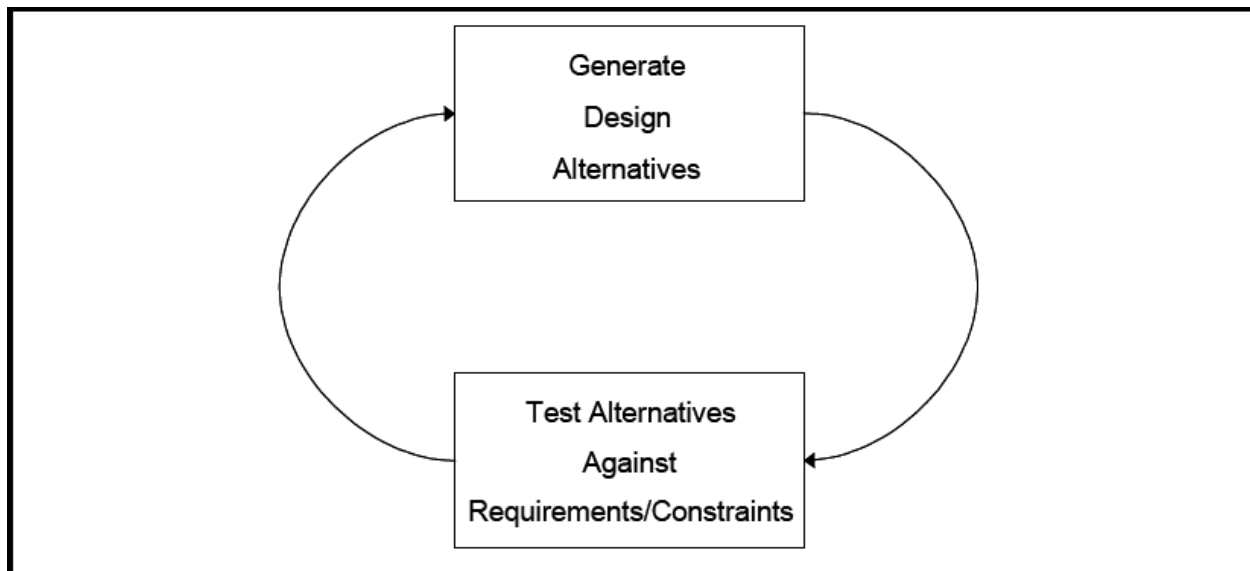 Generate
Design
Alternatives
Test Alternatives
Against
Requirements/Constraints